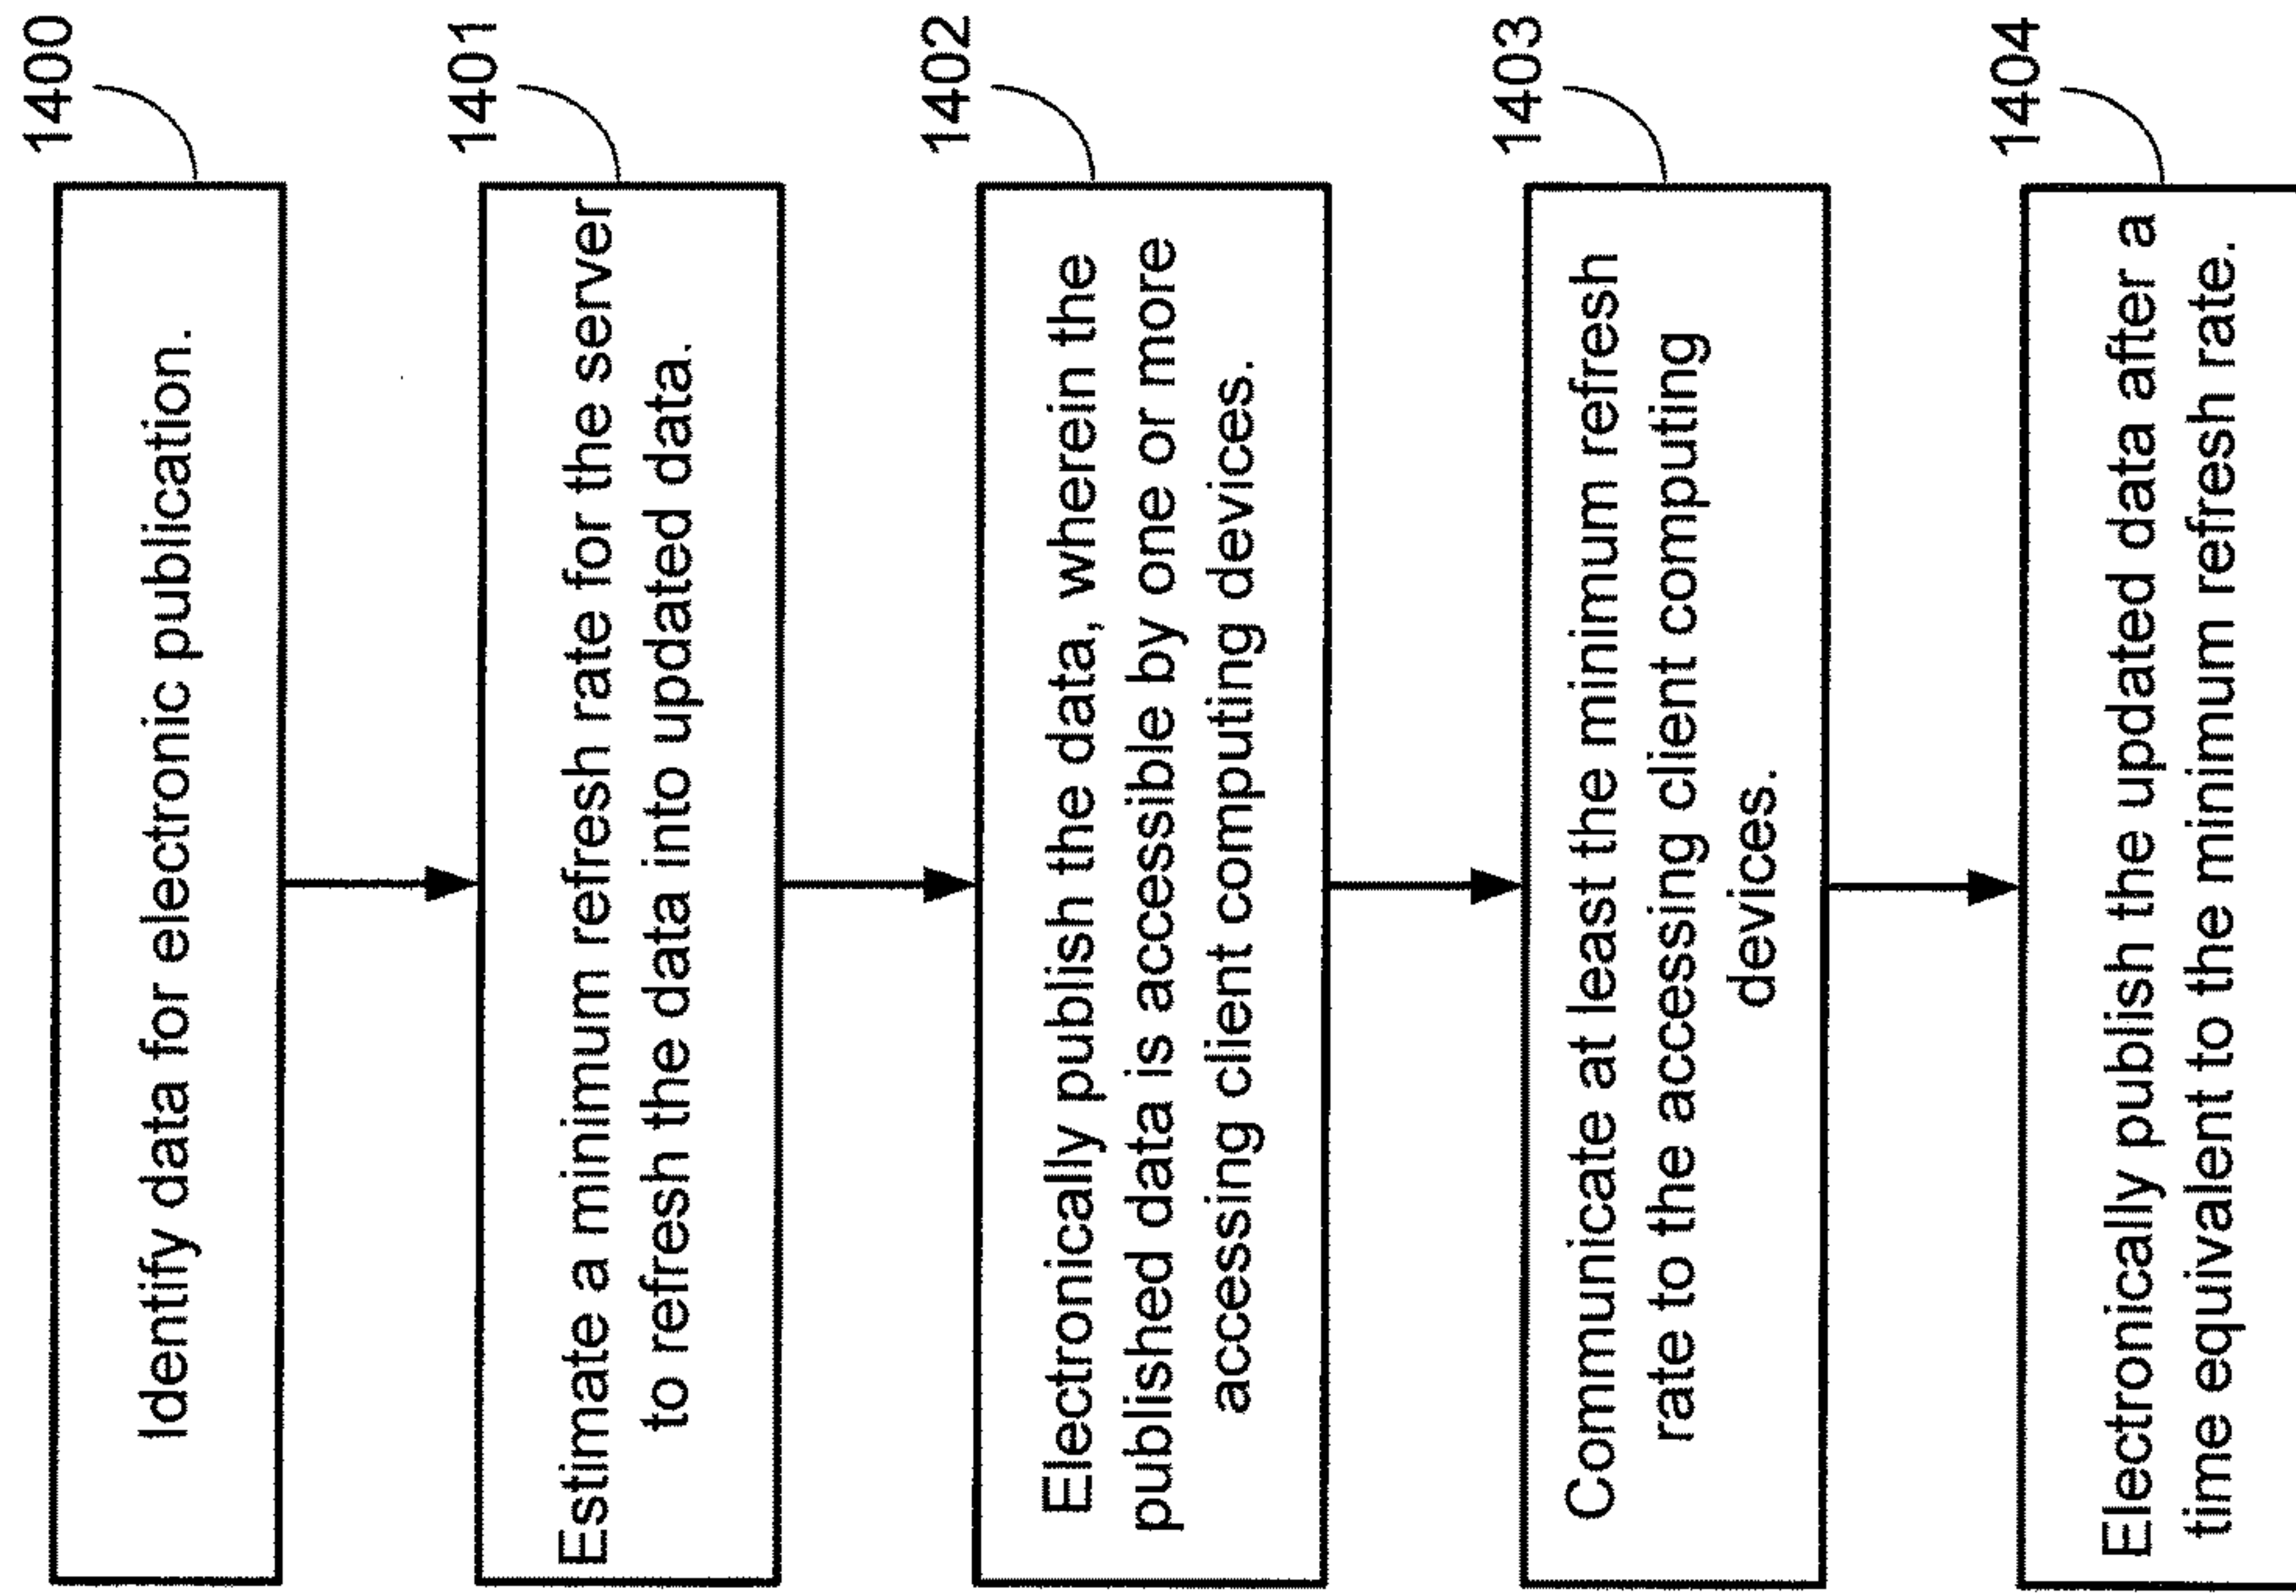 1400
Identify data for electronic publication.
1401
Estimate a minimum refresh rate for the server
to refresh the data into updated data.
1402
Electronically publish the data, wherein the
published data is accessible by one or more
accessing client computing devices.
1403
Communicate at least the minimum refresh
rate to the accessing client computing
devices.
1404
Electronically publish the updated data after a
time equivalent to the minimum refresh rate.